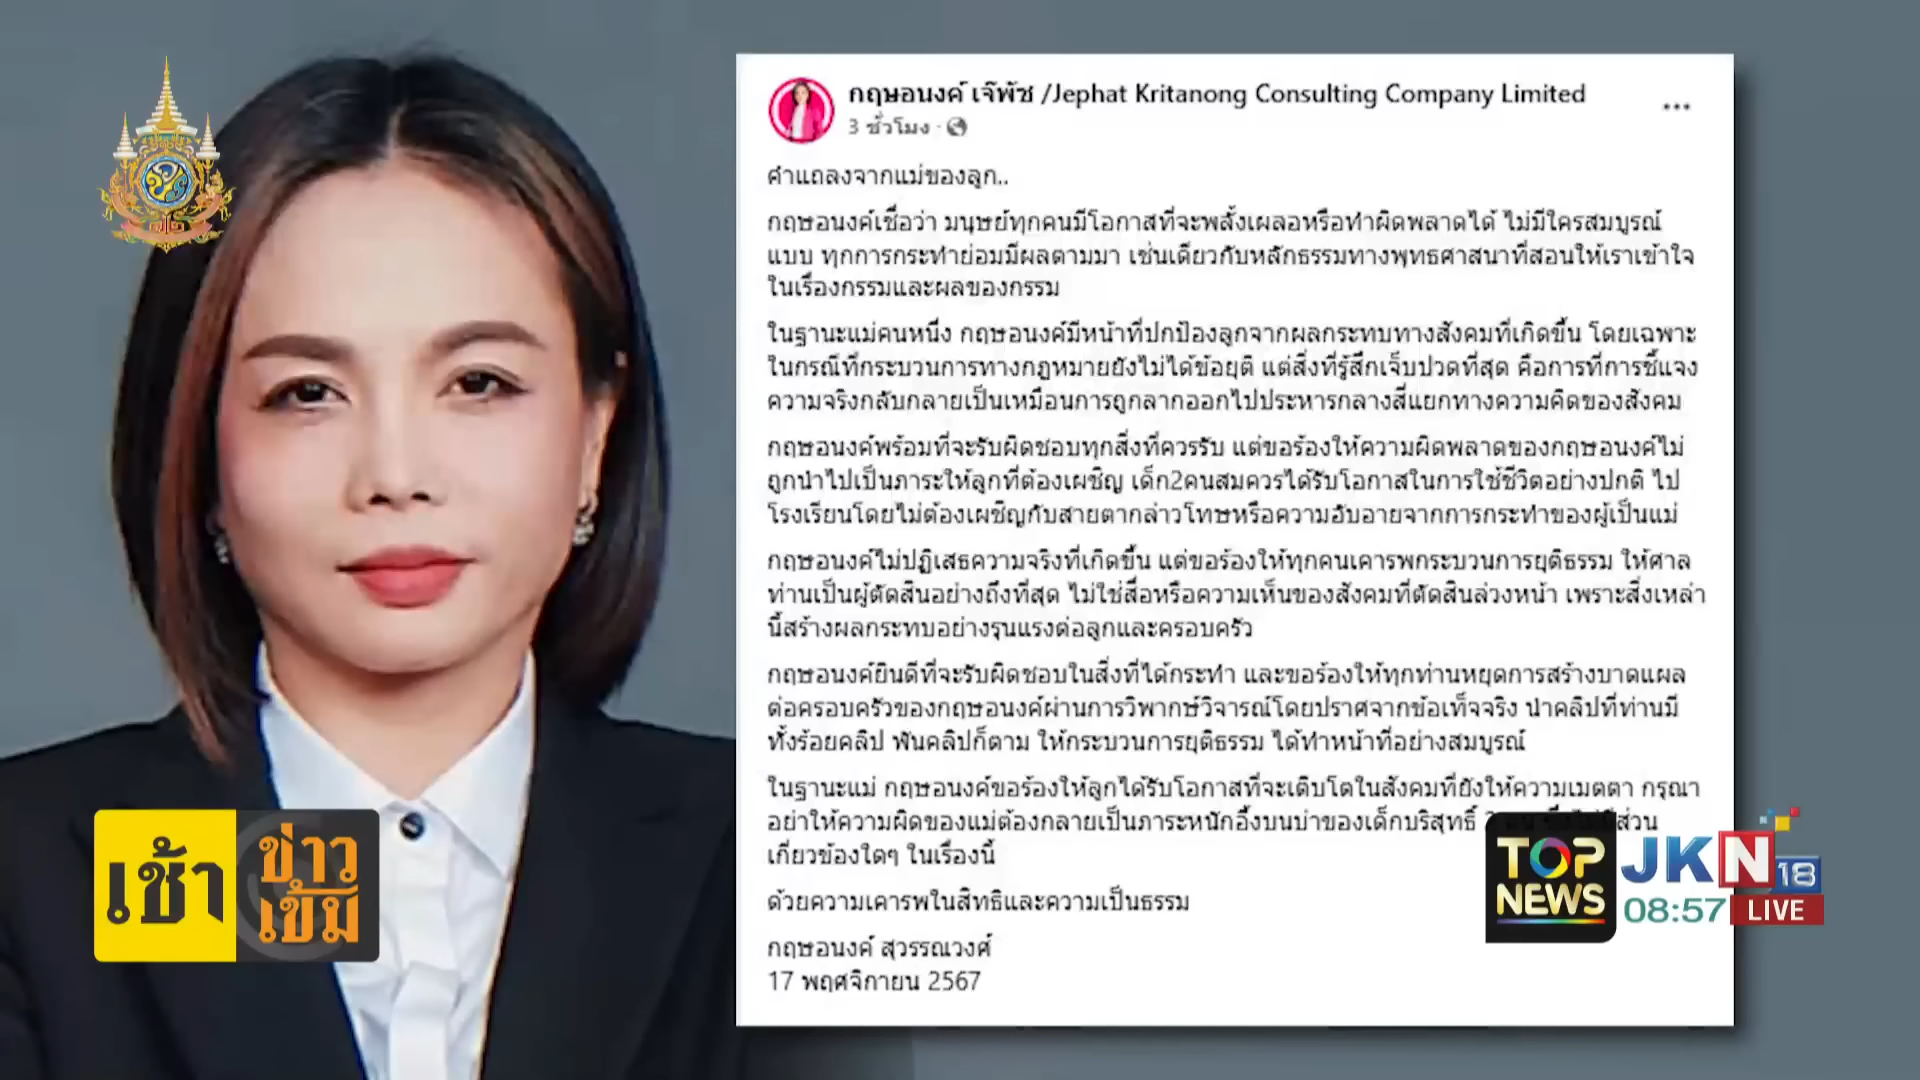 กฤษอนงค์ เจ๊พัช /Jephat Kritanong Consulting Company Limited
3 ชั่วโมง ·
คำแถลงจากแม่ของลูก..
กฤษอนงค์เชื่อว่า มนุษย์ทุกคนมีโอกาสที่จะพลั้งเผลอหรือทำผิดพลาดได้ ไม่มีใครสมบูรณ์
แบบ ทุกการกระทำย่อมมีผลตามมา เช่นเดียวกับหลักธรรมทางพุทธศาสนาที่สอนให้เราเข้าใจ
ในเรื่องกรรมและผลของกรรม
ในฐานะแม่คนหนึ่ง กฤษอนงค์มีหน้าที่ปกป้องลูกจากผลกระทบทางสังคมที่เกิดขึ้น โดยเฉพาะ
ในกรณีที่กระบวนการทางกฎหมายยังไม่ได้ข้อยุติ แต่สิ่งที่รู้สึกเจ็บปวดที่สุด คือการที่การชี้แจง
ความจริงกลับกลายเป็นเหมือนการถูกลากออกไปประหารกลางสี่แยกทางความคิดของสังคม
กฤษอนงค์พร้อมที่จะรับผิดชอบทุกสิ่งที่ควรรับ แต่ขอร้องให้ความผิดพลาดของกฤษอนงค์ไม่
ถูกนำไปเป็นภาระให้ลูกที่ต้องเผชิญ เด็ก2คนสมควรได้รับโอกาสในการใช้ชีวิตอย่างปกติ ไป
โรงเรียนโดยไม่ต้องเผชิญกับสายตากล่าวโทษหรือความอับอายจากการกระทำของผู้เป็นแม่
กฤษอนงค์ไม่ปฏิเสธความจริงที่เกิดขึ้น แต่ขอร้องให้ทุกคนเคารพกระบวนการยุติธรรม ให้ศาล
ท่านเป็นผู้ตัดสินอย่างถึงที่สุด ไม่ใช่สื่อหรือความเห็นของสังคมที่ตัดสินล่วงหน้า เพราะสิ่งเหล่า
นี้สร้างผลกระทบอย่างรุนแรงต่อลูกและครอบครัว
กฤษอนงค์ยินดีที่จะรับผิดชอบในสิ่งที่ได้กระทำ และขอร้องให้ทุกท่านหยุดการสร้างบาดแผล
ต่อครอบครัวของกฤษอนงค์ผ่านการวิพากษ์วิจารณ์โดยปราศจากข้อเท็จจริง นำคลิปที่ท่านมี
ทั้งร้อยคลิป พันคลิปก็ตาม ให้กระบวนการยุติธรรม ได้ทำหน้าที่อย่างสมบูรณ์
ในฐานะแม่ กฤษอนงค์ขอร้องให้ลูกได้รับโอกาสที่จะเติบโตในสังคมที่ยังให้ความเมตตา กรุณา
อย่าให้ความผิดของแม่ต้องกลายเป็นภาระหนักอึ้งบนบ่าของเด็กบริสุทธิ์ ส่วน
เกี่ยวข้องใดๆ ในเรื่องนี้
ด้วยความเคารพในสิทธิและความเป็นธรรม
กฤษอนงค์ สุวรรณวงศ์
17 พฤศจิกายน 2567
เช้า ข่าว
เข้ม
TOP NEWS
JKN 18
08:57 LIVE